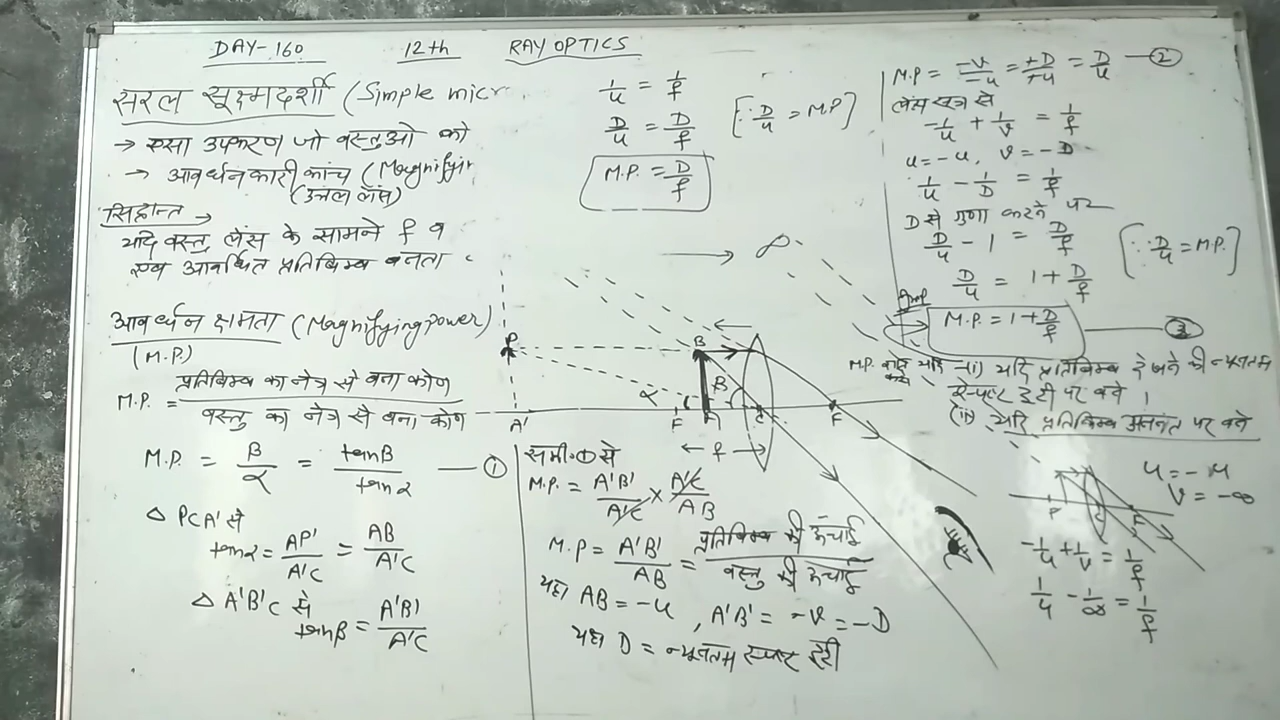 DAY-160 12th RAY OPTICS
सरल सूक्ष्मदर्शी (Simple micr
→ एसा उपकरण जो वस्तुओ को
→ आवर्धनकारी कांच (Magnifyin
(उत्तल लेंस)
सिद्धान्त →
यदि वस्तु लेंस के सामने f व
एव आवर्धित प्रतिबिम्ब बनता
आवर्धन क्षमता (Magnifying power)
(M.P.)
M.P. = प्रतिबिम्ब का नेत्र से बना कोण
वस्तु का नेत्र से बना कोण
M.P. = β/α = tanβ/tanα — ①
Δ PCA' से
tanα = AP'/A'C = AB/A'C
Δ A'B'C से
tanβ = A'B'/A'C
1/u = 1/f
D/u = D/f [∵ D/u = M.P]
M.P. = D/f
→ ∞
P B
α β
A' F A C F
← f →
समी.① से
M.P. = A'B'/A'C × A'C/AB
M.P = A'B'/AB = प्रतिबिम्ब की ऊंचाई/वस्तु की ऊंचाई
यहा AB = -u, A'B' = -v = -D
यहा D = न्यूनतम स्पष्ट दूरी
M.P = -v/-u = +D/+u = D/u — ②
लेंस सूत्र से
-1/u + 1/v = 1/f
u = -u, v = -D
1/u - 1/D = 1/f
D से गुणा करने पर
D/u - 1 = D/f [∵ D/u = M.P.]
D/u = 1 + D/f
M.P. = 1 + D/f — ③
M.P. → (i) यदि प्रतिबिम्ब देखने की न्यूनतम
स्पष्ट दूरी पर बने ।
(ii) यदि प्रतिबिम्ब अनन्त पर बने
u = -u
v = -∞
F C F
-1/u + 1/v = 1/f
1/u - 1/∞ = 1/f